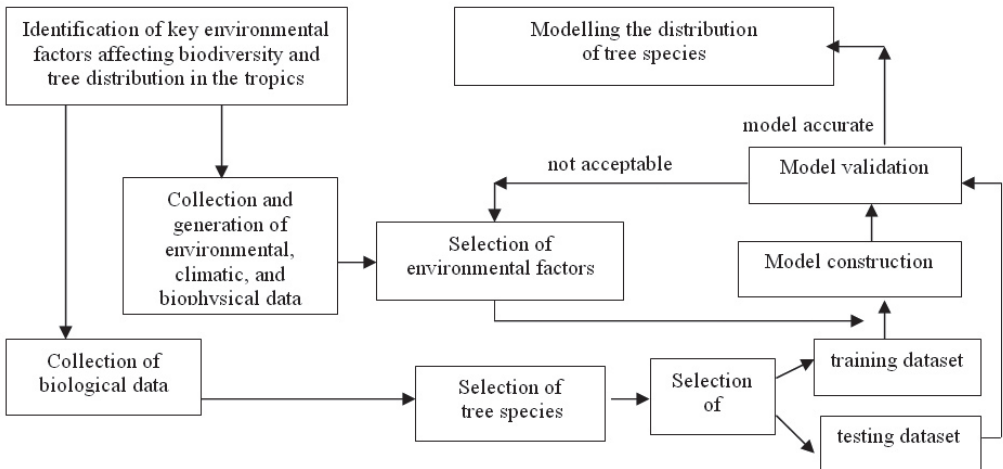 Identification of key environmental
factors affecting biodiversity and
tree distribution in the tropics
Modelling the distribution
of tree species
model accurate
not acceptable
Model validation
Collection and
generation of
environmental,
climatic, and
biophysical data
Selection of
environmental factors
Model construction
Collection of
biological data
Selection of
tree species
Selection
of
training dataset
testing dataset